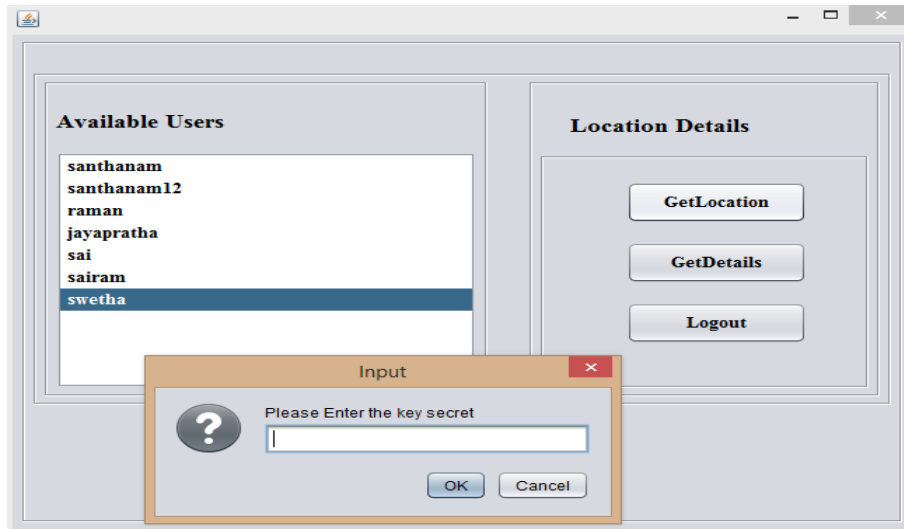 Available Users
santhanam
santhanam12
raman
jayapratha
sai
sairam
swetha
Location Details
GetLocation
GetDetails
Logout
Input
Please Enter the key secret
OK
Cancel